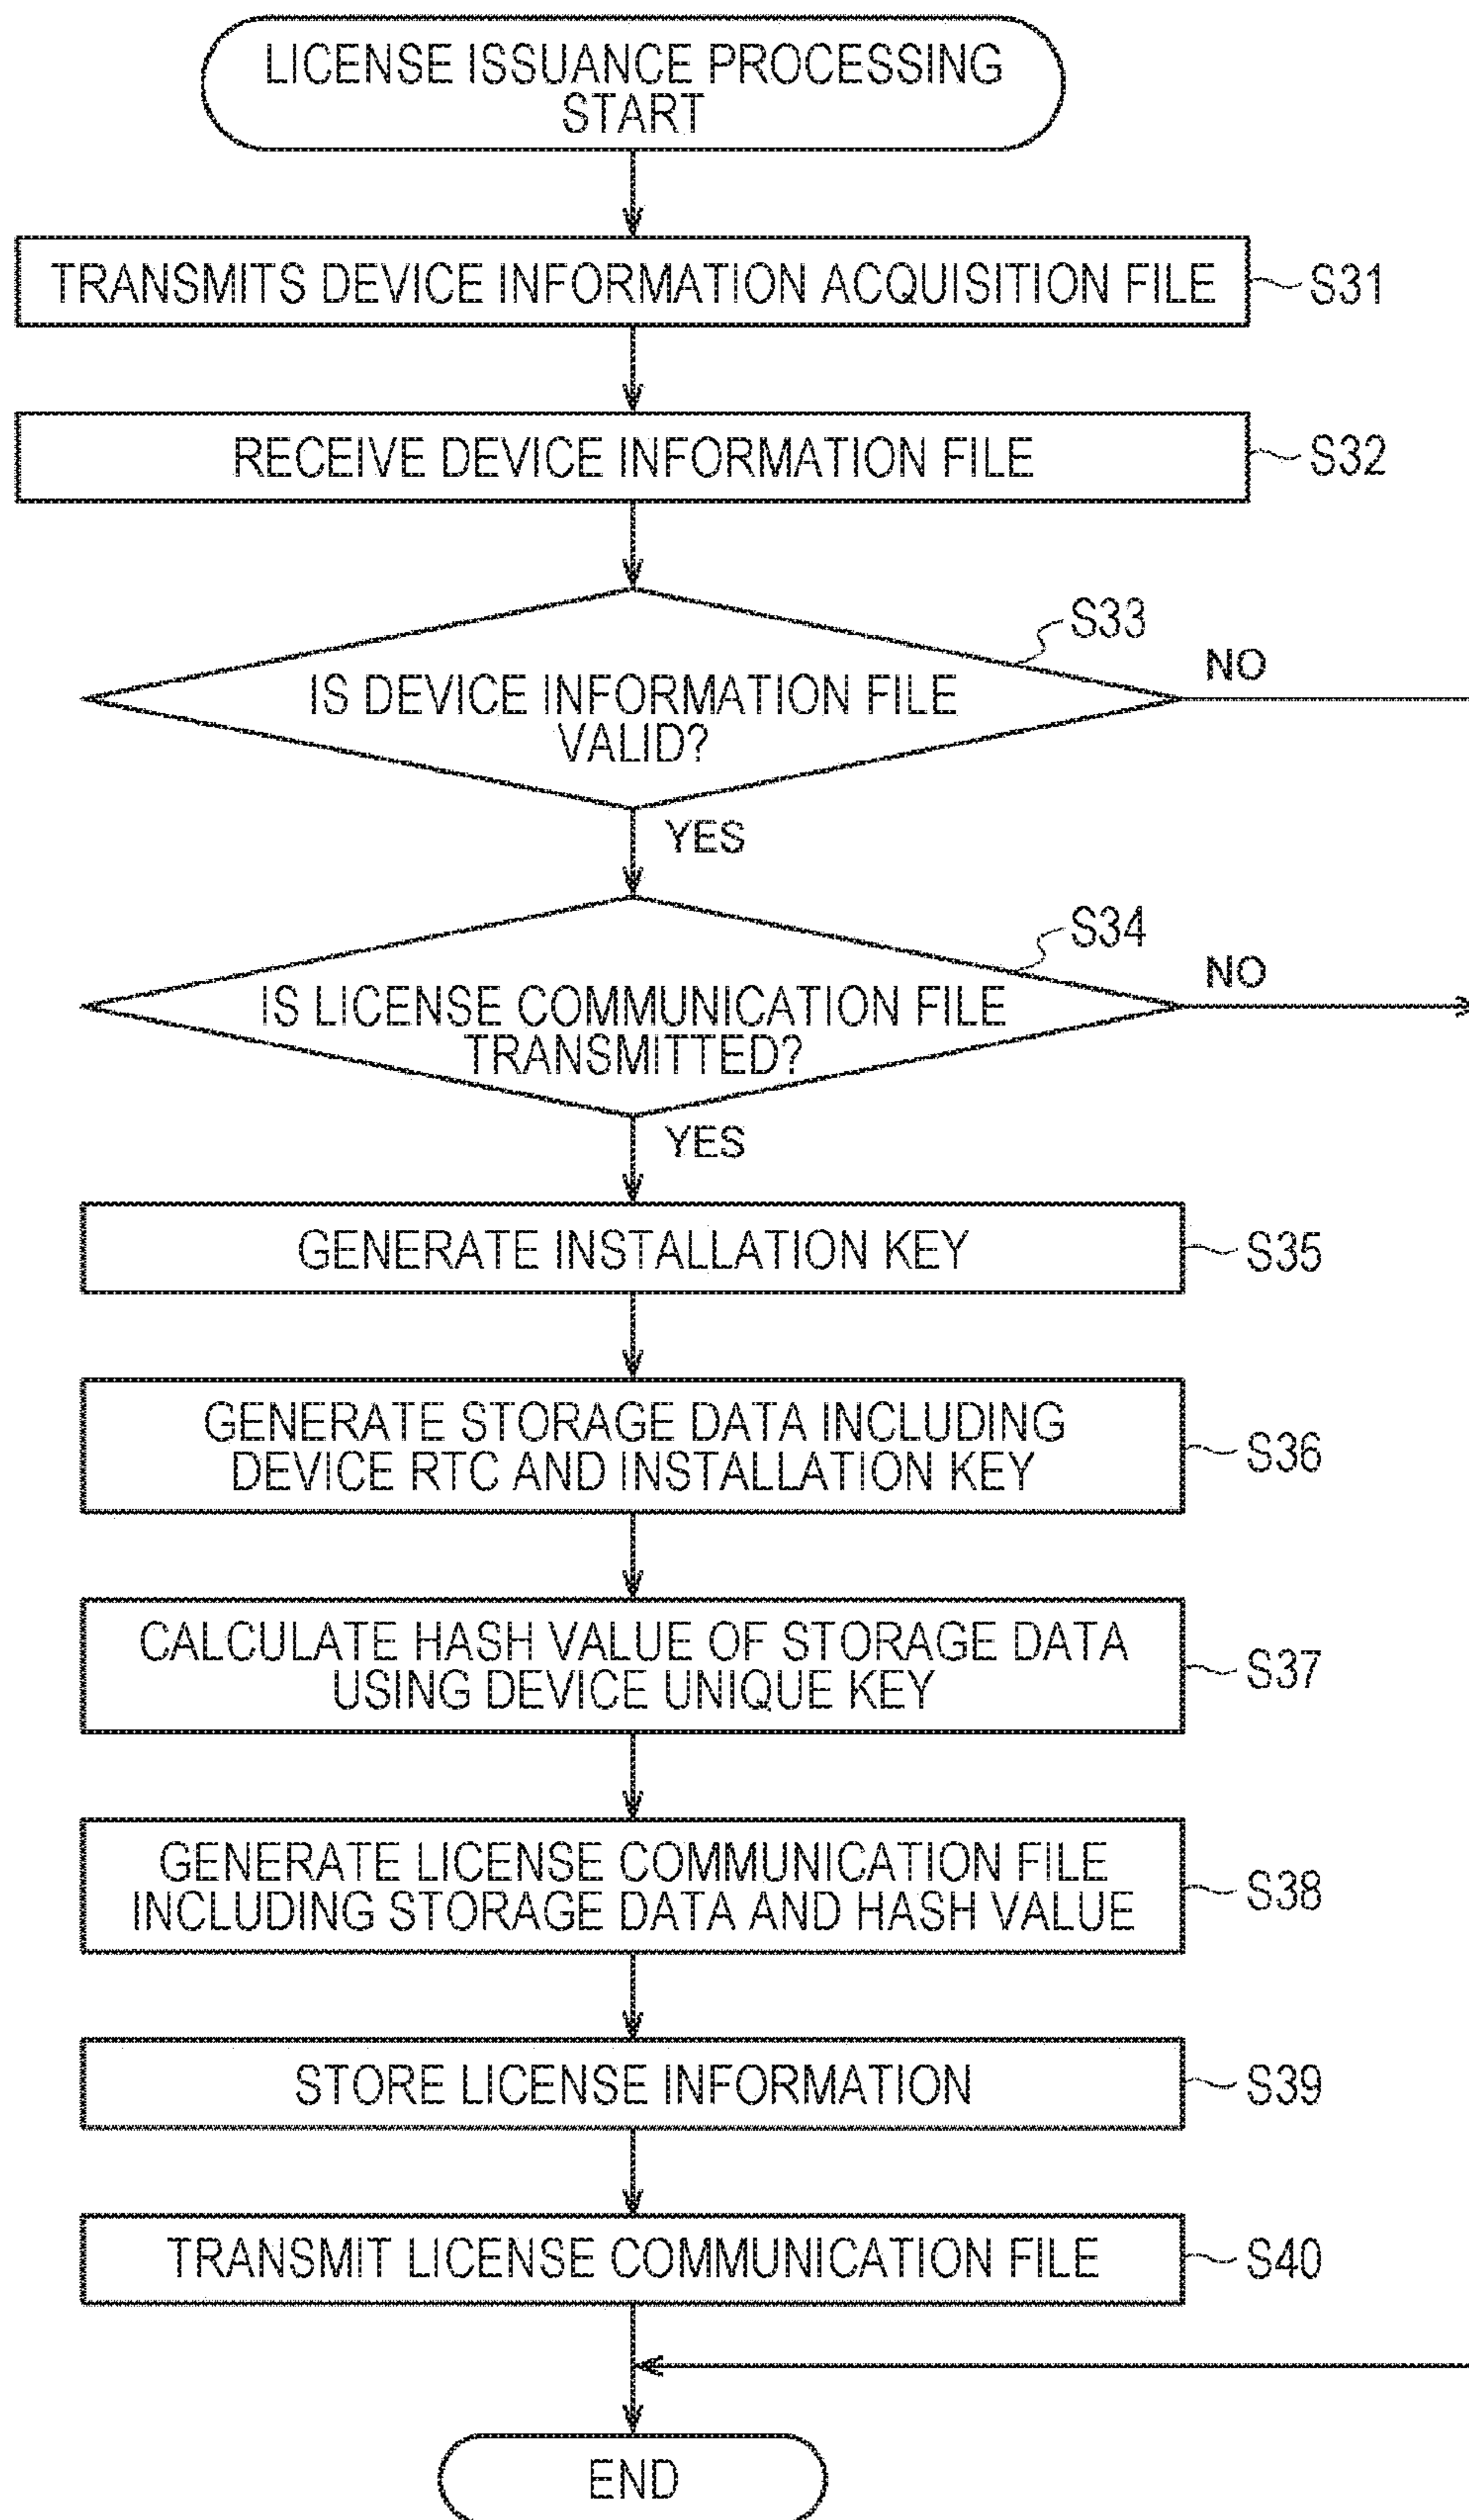 LICENSE ISSUANCE PROCESSING
START
TRANSMITS DEVICE INFORMATION ACQUISITION FILE
S31
RECEIVE DEVICE INFORMATION FILE
S32
S33
NO
IS DEVICE INFORMATION FILE
VALID?
YES
S34
NO
IS LICENSE COMMUNICATION FILE
TRANSMITTED?
YES
GENERATE INSTALLATION KEY
S35
GENERATE STORAGE DATA INCLUDING
DEVICE RTC AND INSTALLATION KEY
S36
CALCULATE HASH VALUE OF STORAGE DATA
USING DEVICE UNIQUE KEY
S37
GENERATE LICENSE COMMUNICATION FILE
INCLUDING STORAGE DATA AND HASH VALUE
S38
STORE LICENSE INFORMATION
S39
TRANSMIT LICENSE COMMUNICATION FILE
S40
END